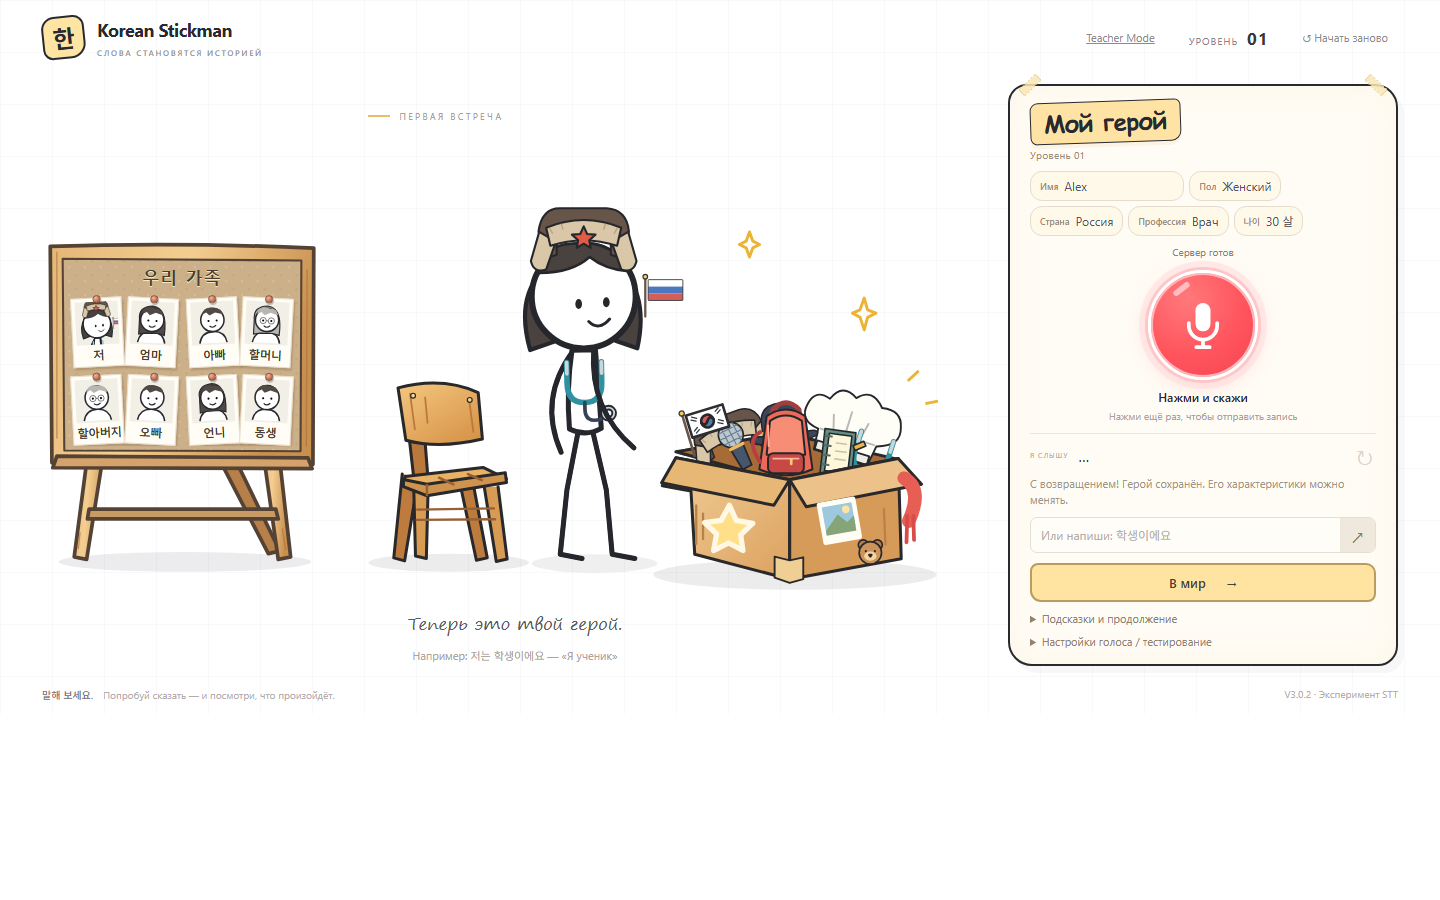 한
Korean Stickman
СЛОВА СТАНОВЯТСЯ ИСТОРИЕЙ
Teacher Mode
УРОВЕНЬ 01
↺ Начать заново
ПЕРВАЯ ВСТРЕЧА
우리 가족
저 엄마 아빠 할머니
할아버지 오빠 언니 동생
Теперь это твой герой.
Например: 저는 학생이에요 — «Я ученик»
Мой герой
Уровень 01
Имя Alex
Пол Женский
Страна Россия
Профессия Врач
나이 30 살
Сервер готов
Нажми и скажи
Нажми ещё раз, чтобы отправить запись
Я СЛЫШУ ...
С возвращением! Герой сохранён. Его характеристики можно
менять.
Или напиши: 학생이에요
В мир →
Подсказки и продолжение
Настройки голоса / тестирование
말해 보세요. Попробуй сказать — и посмотри, что произойдёт.
V3.0.2 · Эксперимент STT